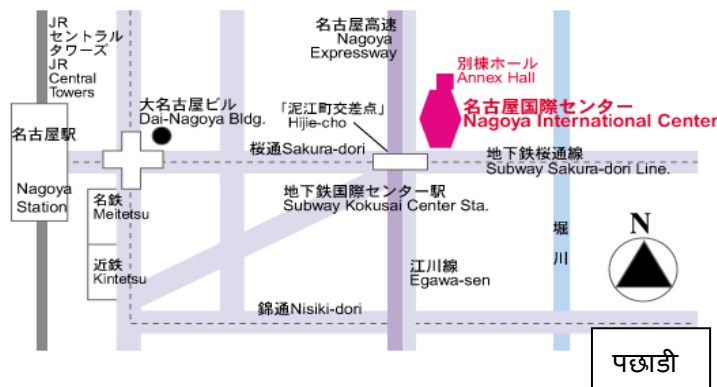 JR
セントラル
タワーズ
JR
Central
Towers
名古屋高速
Nagoya
Expressway
別棟ホール
Annex Hall
大名古屋ビル
Dai-Nagoya Bldg.
「泥江町交差点」
Hijie-cho
名古屋国際センター
Nagoya International Center
名古屋駅
桜通Sakura-dori
地下鉄桜通線
Subway Sakura-dori Line.
Nagoya
Station
名鉄
Meitetsu
地下鉄国際センター駅
Subway Kokusai Center Sta.
N
堀
川
近鉄
Kintetsu
江川線
Egawa-sen
錦通Nisiki-dori
पछाडी